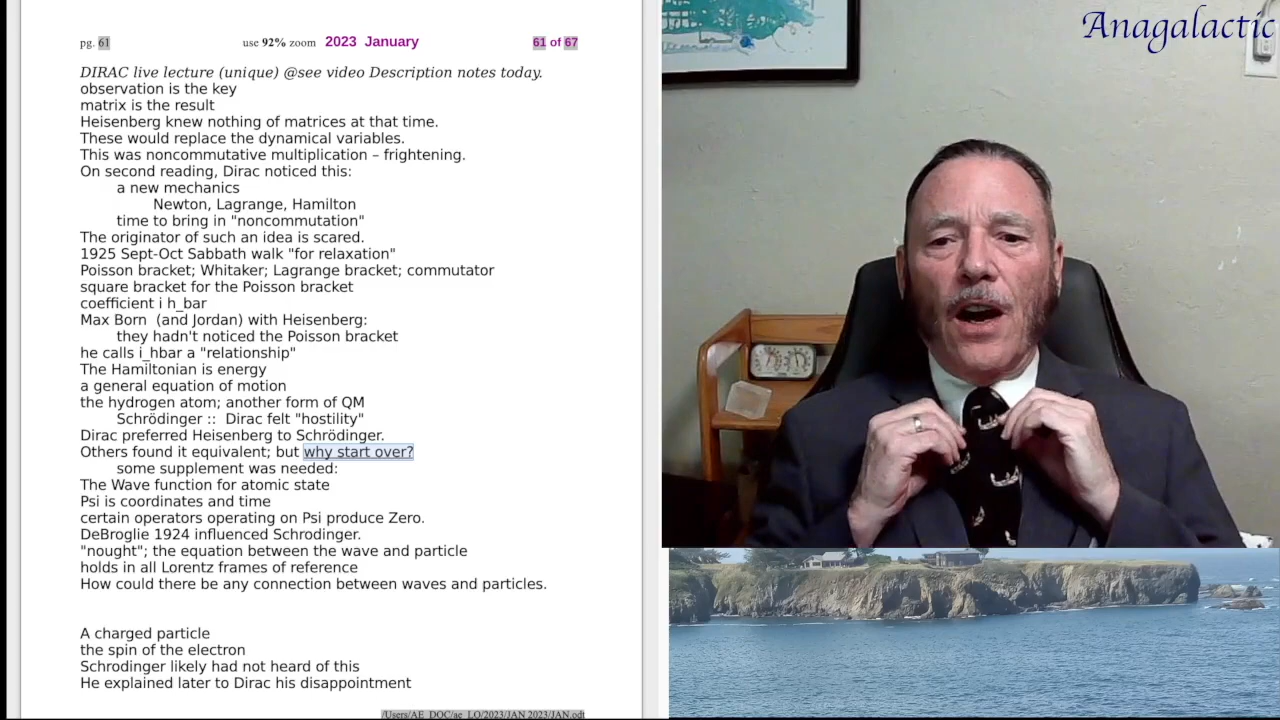 pg. 61 use 92% zoom 2023 January 61 of 67
Anagalactic
DIRAC live lecture (unique) @see video Description notes today.
observation is the key
matrix is the result
Heisenberg knew nothing of matrices at that time.
These would replace the dynamical variables.
This was noncommutative multiplication – frightening.
On second reading, Dirac noticed this:
a new mechanics
Newton, Lagrange, Hamilton
time to bring in "noncommutation"
The originator of such an idea is scared.
1925 Sept-Oct Sabbath walk "for relaxation"
Poisson bracket; Whitaker; Lagrange bracket; commutator
square bracket for the Poisson bracket
coefficient i h_bar
Max Born (and Jordan) with Heisenberg:
they hadn't noticed the Poisson bracket
he calls i_hbar a "relationship"
The Hamiltonian is energy
a general equation of motion
the hydrogen atom; another form of QM
Schrödinger :: Dirac felt "hostility"
Dirac preferred Heisenberg to Schrödinger.
Others found it equivalent; but why start over?
some supplement was needed:
The Wave function for atomic state
Psi is coordinates and time
certain operators operating on Psi produce Zero.
DeBroglie 1924 influenced Schrodinger.
"nought"; the equation between the wave and particle
holds in all Lorentz frames of reference
How could there be any connection between waves and particles.
A charged particle
the spin of the electron
Schrodinger likely had not heard of this
He explained later to Dirac his disappointment
/Users/AE_DOC/ae_LO/2023/JAN 2023/JAN.odt